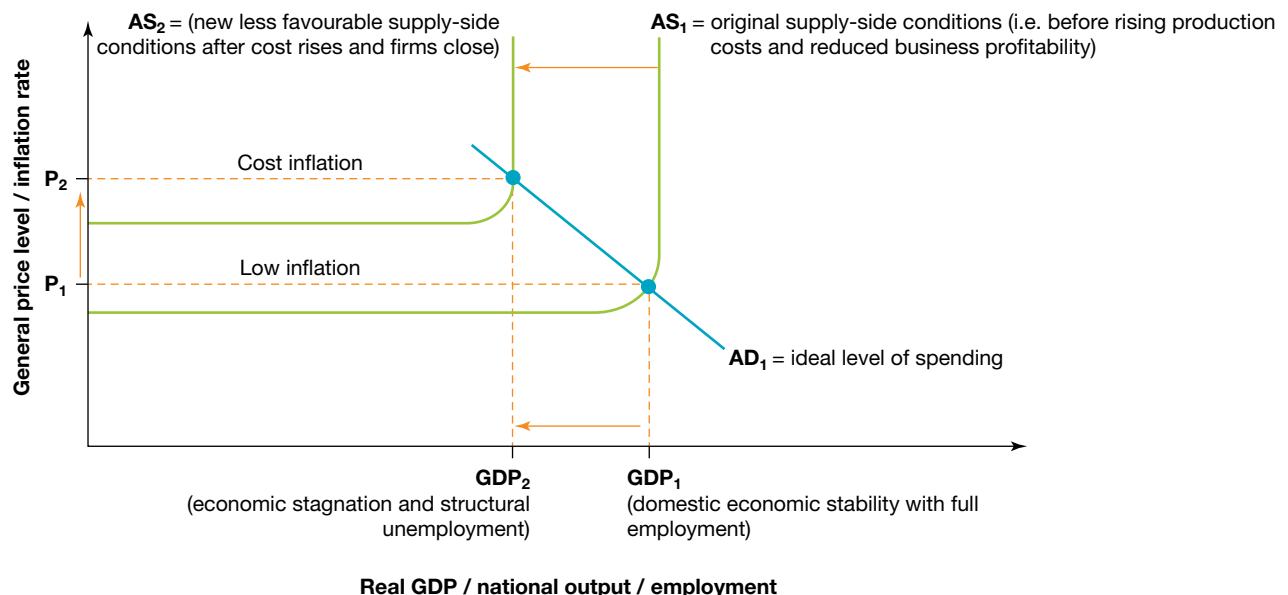 AS₂ = (new less favourable supply-side
conditions after cost rises and firms close)
AS₁ = original supply-side conditions (i.e. before rising production
costs and reduced business profitability)
General price level / inflation rate
P₂
Cost inflation
P₁
Low inflation
AD₁ = ideal level of spending
GDP₂
(economic stagnation and structural
unemployment)
GDP₁
(domestic economic stability with full
employment)
Real GDP / national output / employment